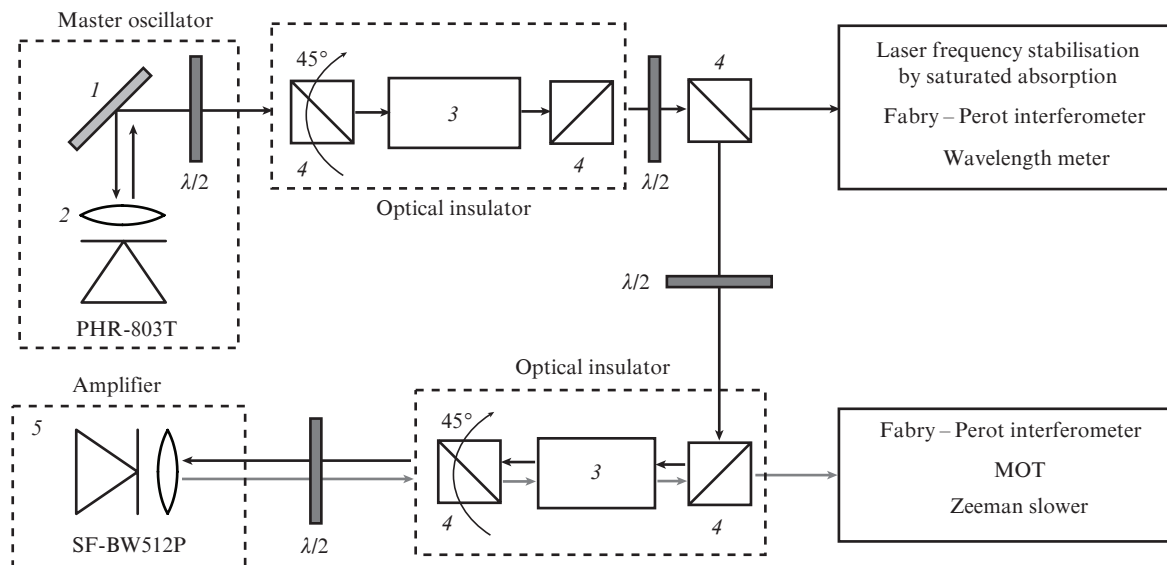 Master oscillator
1
λ/2
2
PHR-803T
45°
3
4
4
Optical insulator
λ/2
4
Laser frequency stabilisation
by saturated absorption
Fabry – Perot interferometer
Wavelength meter
λ/2
Amplifier
5
SF-BW512P
λ/2
Optical insulator
45°
3
4
4
Fabry – Perot interferometer
MOT
Zeeman slower